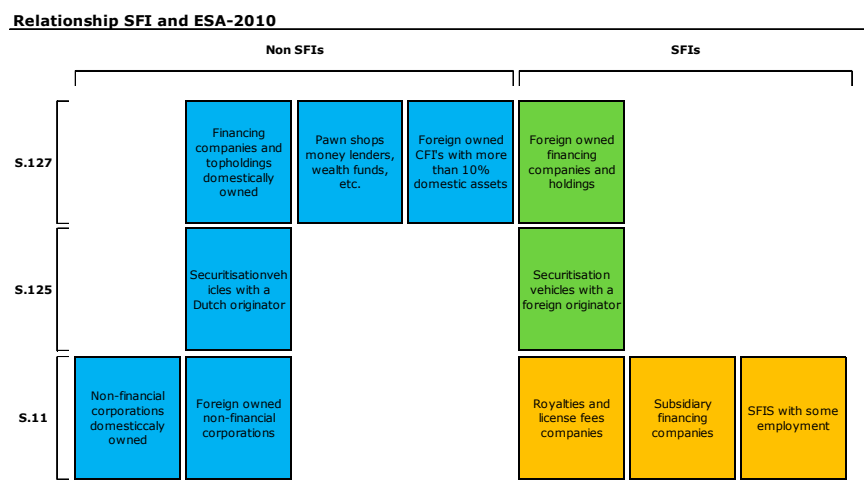 Relationship SFI and ESA-2010
Non SFIs
SFIs
S.127
Financing
companies and
topholdings
domestically
owned
Pawn shops
money lenders,
wealth funds,
etc.
Foreign owned
CFI's with more
than 10%
domestic assets
Foreign owned
financing
companies and
holdings
S.125
Securitisationveh
icles with a
Dutch originator
Securitisation
vehicles with a
foreign originator
S.11
Non-financial
corporations
domesticcaly
owned
Foreign owned
non-financial
corporations
Royalties and
license fees
companies
Subsidiary
financing
companies
SFIS with some
employment